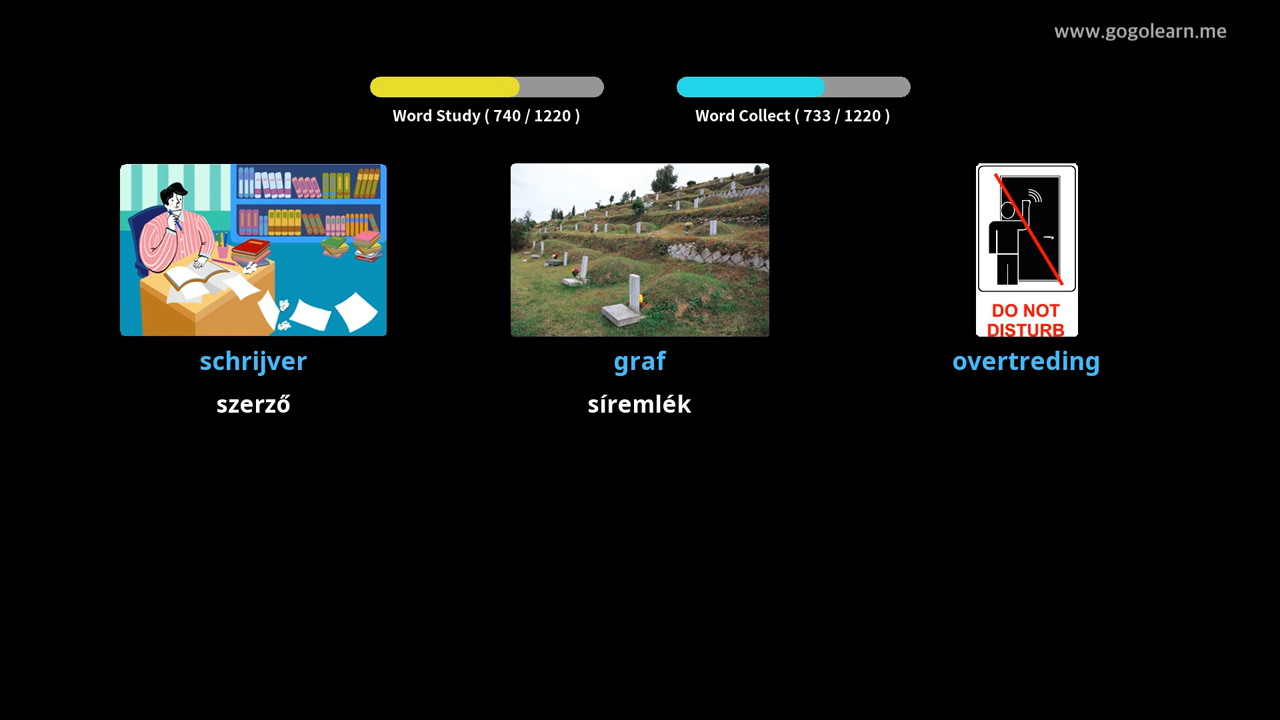 www.gogolearn.me
Word Study ( 740 / 1220 )
Word Collect ( 733 / 1220 )
DO NOT
DISTURB
schrijver
graf
overtreding
szerző
síremlék